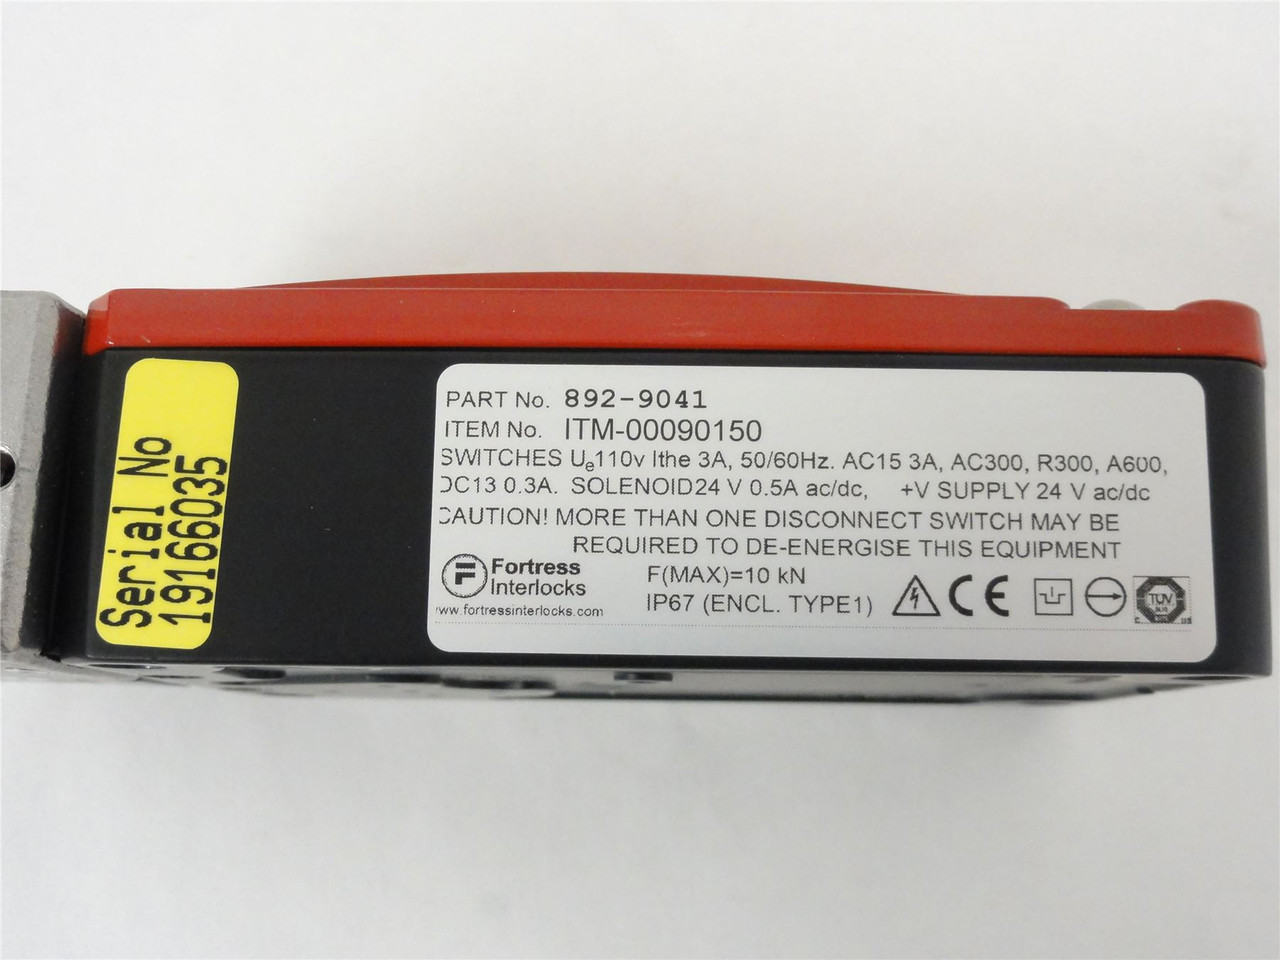 Serial No
19166035
PART No. 892-9041
ITEM No. ITM-00090150
SWITCHES Ue110v Ithe 3A, 50/60Hz. AC15 3A, AC300, R300, A600,
DC13 0.3A. SOLENOID24 V 0.5A ac/dc, +V SUPPLY 24 V ac/dc
CAUTION! MORE THAN ONE DISCONNECT SWITCH MAY BE
REQUIRED TO DE-ENERGISE THIS EQUIPMENT
F Fortress
Interlocks
www.fortressinterlocks.com
F(MAX)=10 kN
IP67 (ENCL. TYPE1)
CE
TÜV
C US